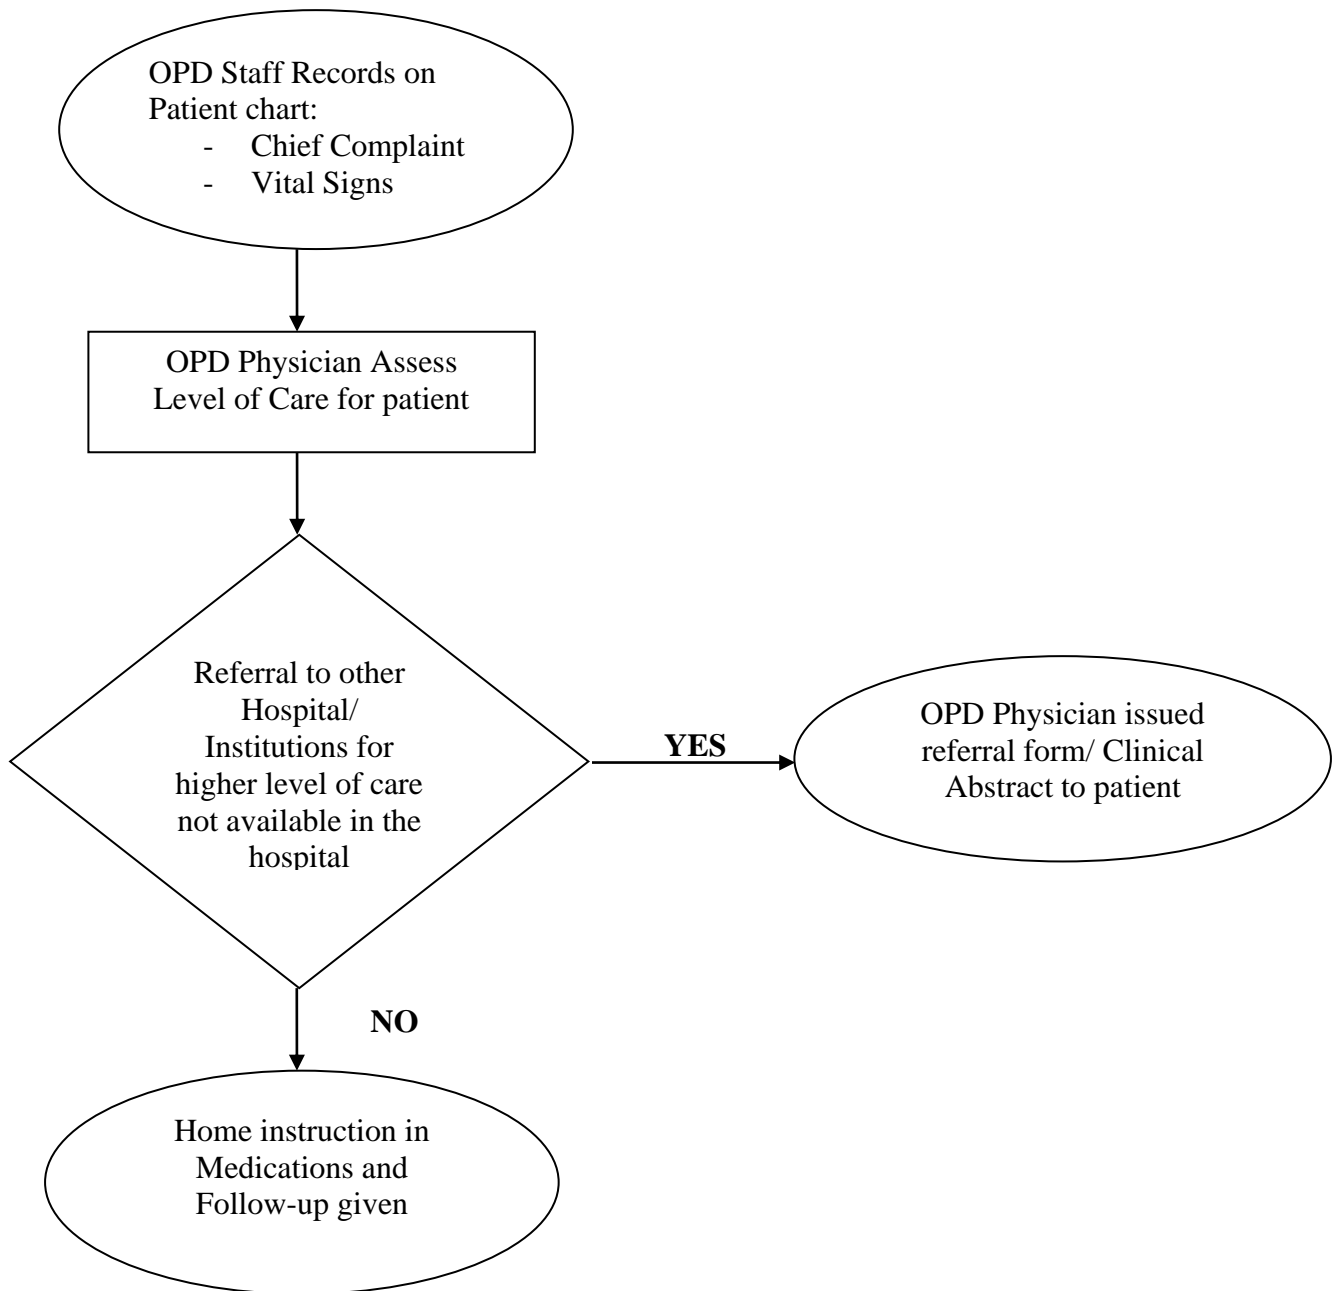 OPD Staff Records on
Patient chart:
- Chief Complaint
- Vital Signs
OPD Physician Assess
Level of Care for patient
Referral to other
Hospital/
Institutions for
higher level of care
not available in the
hospital
YES
OPD Physician issued
referral form/ Clinical
Abstract to patient
NO
Home instruction in
Medications and
Follow-up given